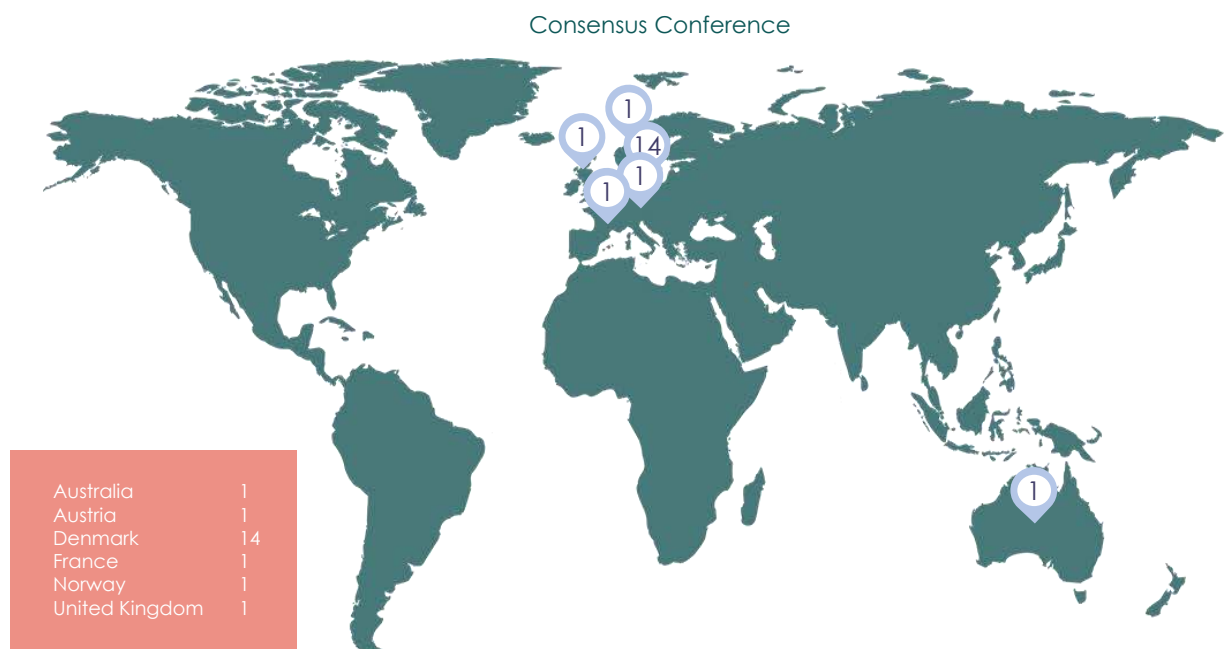 Consensus Conference
1
1
14
1
1
1
Australia 1
Austria 1
Denmark 14
France 1
Norway 1
United Kingdom 1